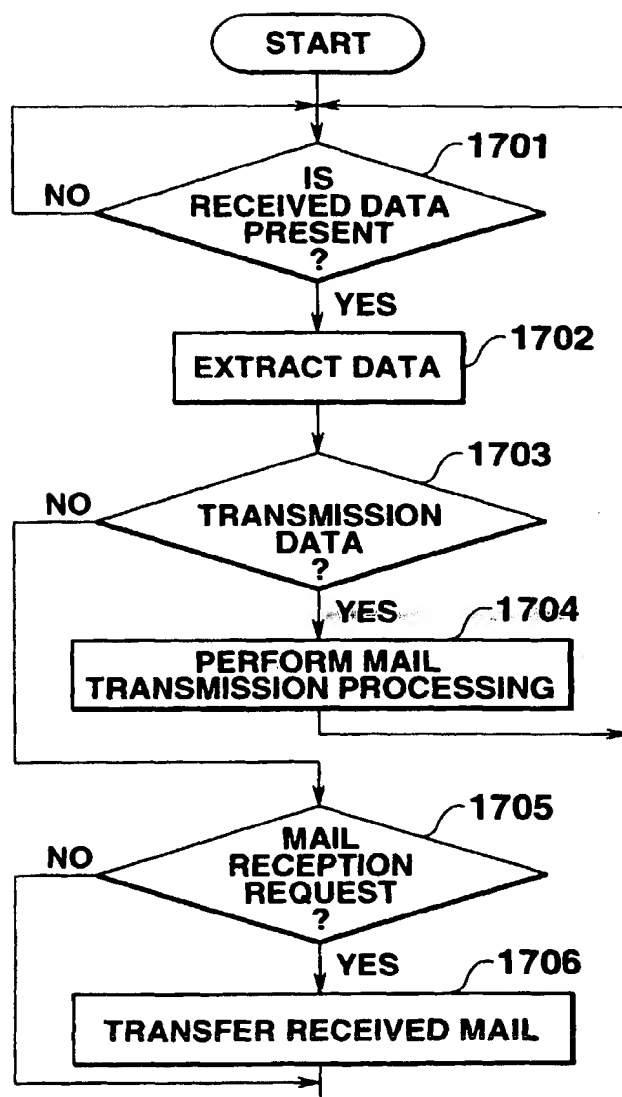 START
1701
IS
RECEIVED DATA
PRESENT
?
NO
YES
1702
EXTRACT DATA
1703
NO
TRANSMISSION
DATA
?
YES
1704
PERFORM MAIL
TRANSMISSION PROCESSING
1705
NO
MAIL
RECEPTION
REQUEST
?
YES
1706
TRANSFER RECEIVED MAIL